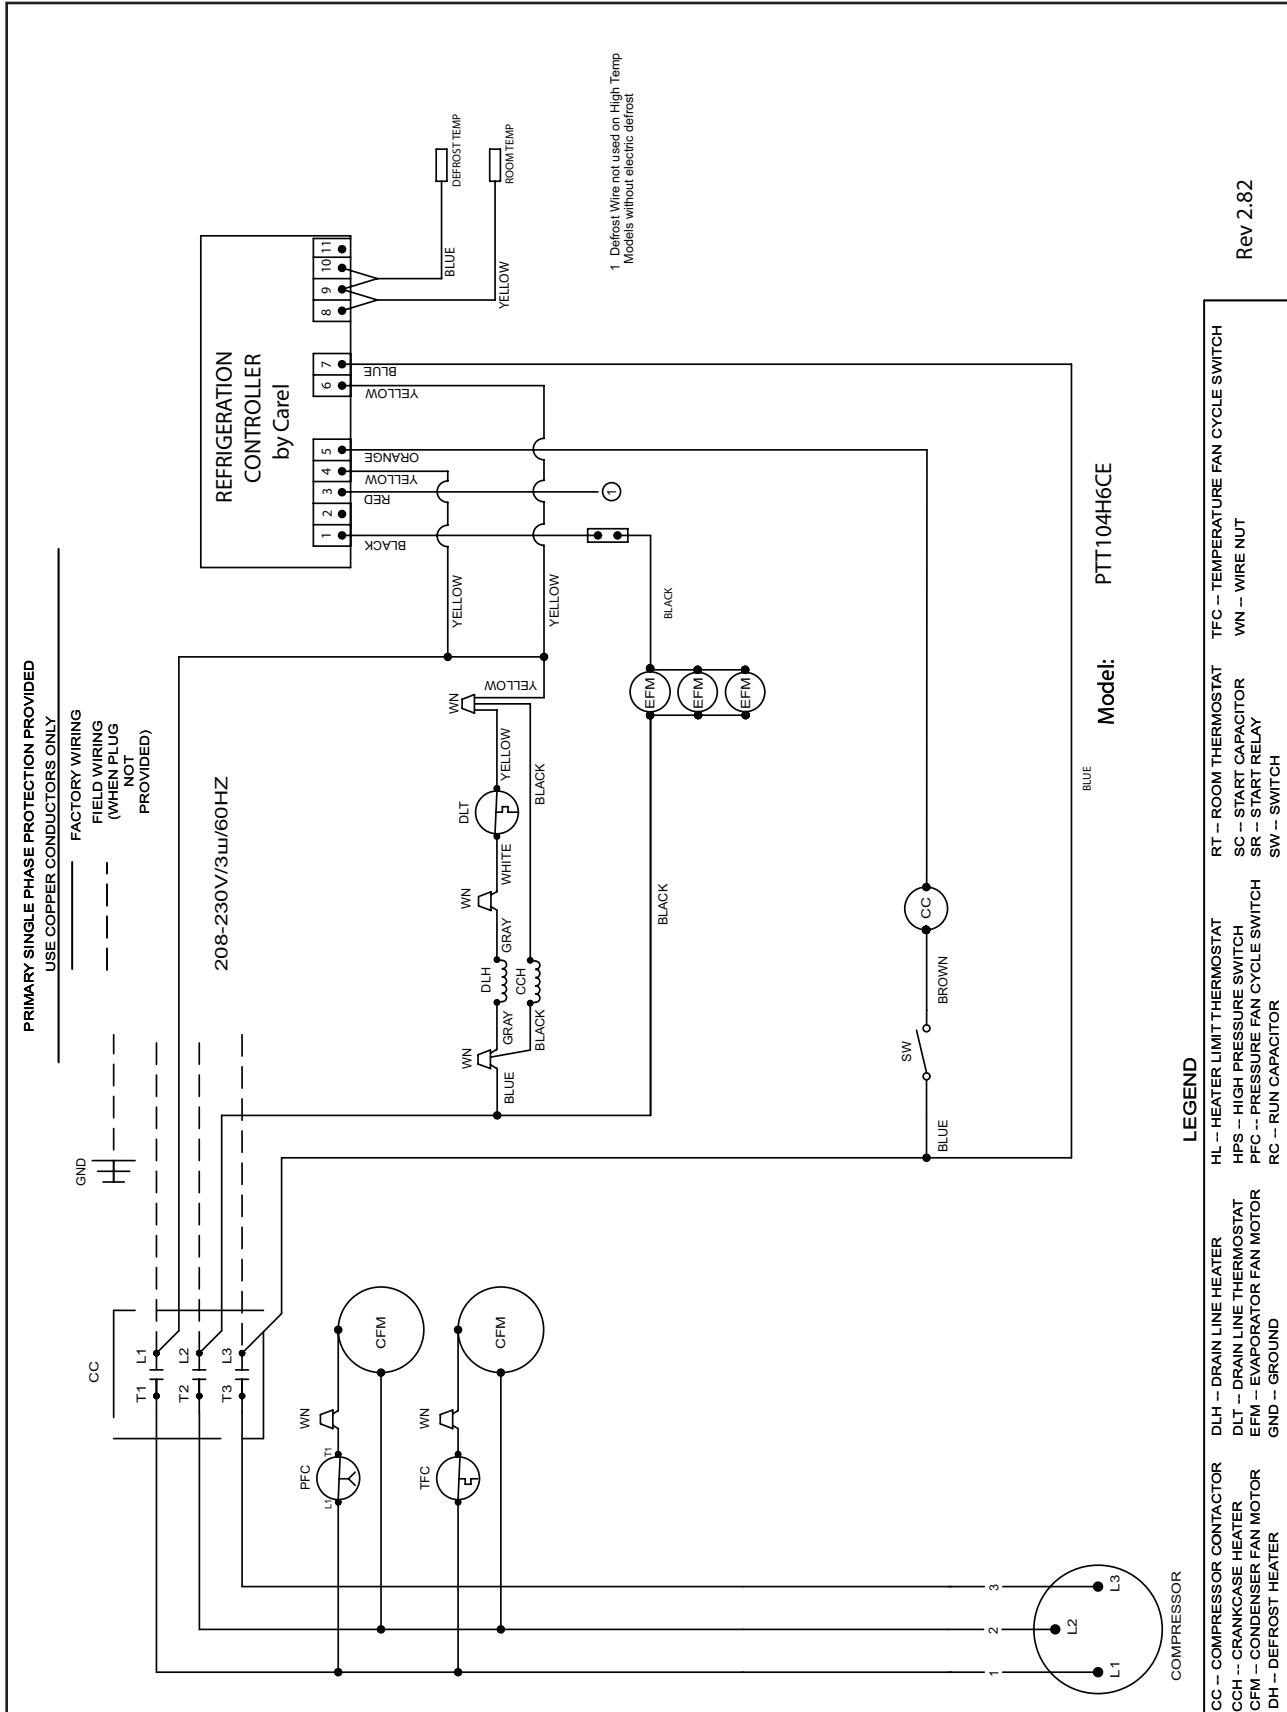 PRIMARY SINGLE PHASE PROTECTION PROVIDED
USE COPPER CONDUCTORS ONLY
FACTORY WIRING
FIELD WIRING
(WHEN PLUG
NOT
PROVIDED)
208-230V/3ш/60HZ
GND
CC
T1 L1
T2 L2
T3 L3
REFRIGERATION
CONTROLLER
by Carel
1 2 3 4 5 6 7 8 9 10 11
BLACK
RED
YELLOW
ORANGE
YELLOW
BLUE
BLUE
DEFROST TEMP
YELLOW
ROOM TEMP
1
1 Defrost Wire not used on High Temp
Models without electric defrost
YELLOW
YELLOW
WN
BLUE
GRAY
DLH
GRAY
WN
WHITE
DLT
YELLOW
WN
YELLOW
BLACK
CCH
BLACK
BLACK
EFM
EFM
EFM
BLACK
PFC
L1
T1
WN
CFM
TFC
WN
CFM
BLUE
SW
BROWN
CC
BLUE
1
2
3
L1
L2
L3
COMPRESSOR
Model: PTT104H6CE
Rev 2.82
LEGEND
CC -- COMPRESSOR CONTACTOR
CCH -- CRANKCASE HEATER
CFM -- CONDENSER FAN MOTOR
DH -- DEFROST HEATER
DLH -- DRAIN LINE HEATER
DLT -- DRAIN LINE THERMOSTAT
EFM -- EVAPORATOR FAN MOTOR
GND -- GROUND
HL -- HEATER LIMIT THERMOSTAT
HPS -- HIGH PRESSURE SWITCH
PFC -- PRESSURE FAN CYCLE SWITCH
RC -- RUN CAPACITOR
RT -- ROOM THERMOSTAT
SC -- START CAPACITOR
SR -- START RELAY
SW -- SWITCH
TFC -- TEMPERATURE FAN CYCLE SWITCH
WN -- WIRE NUT